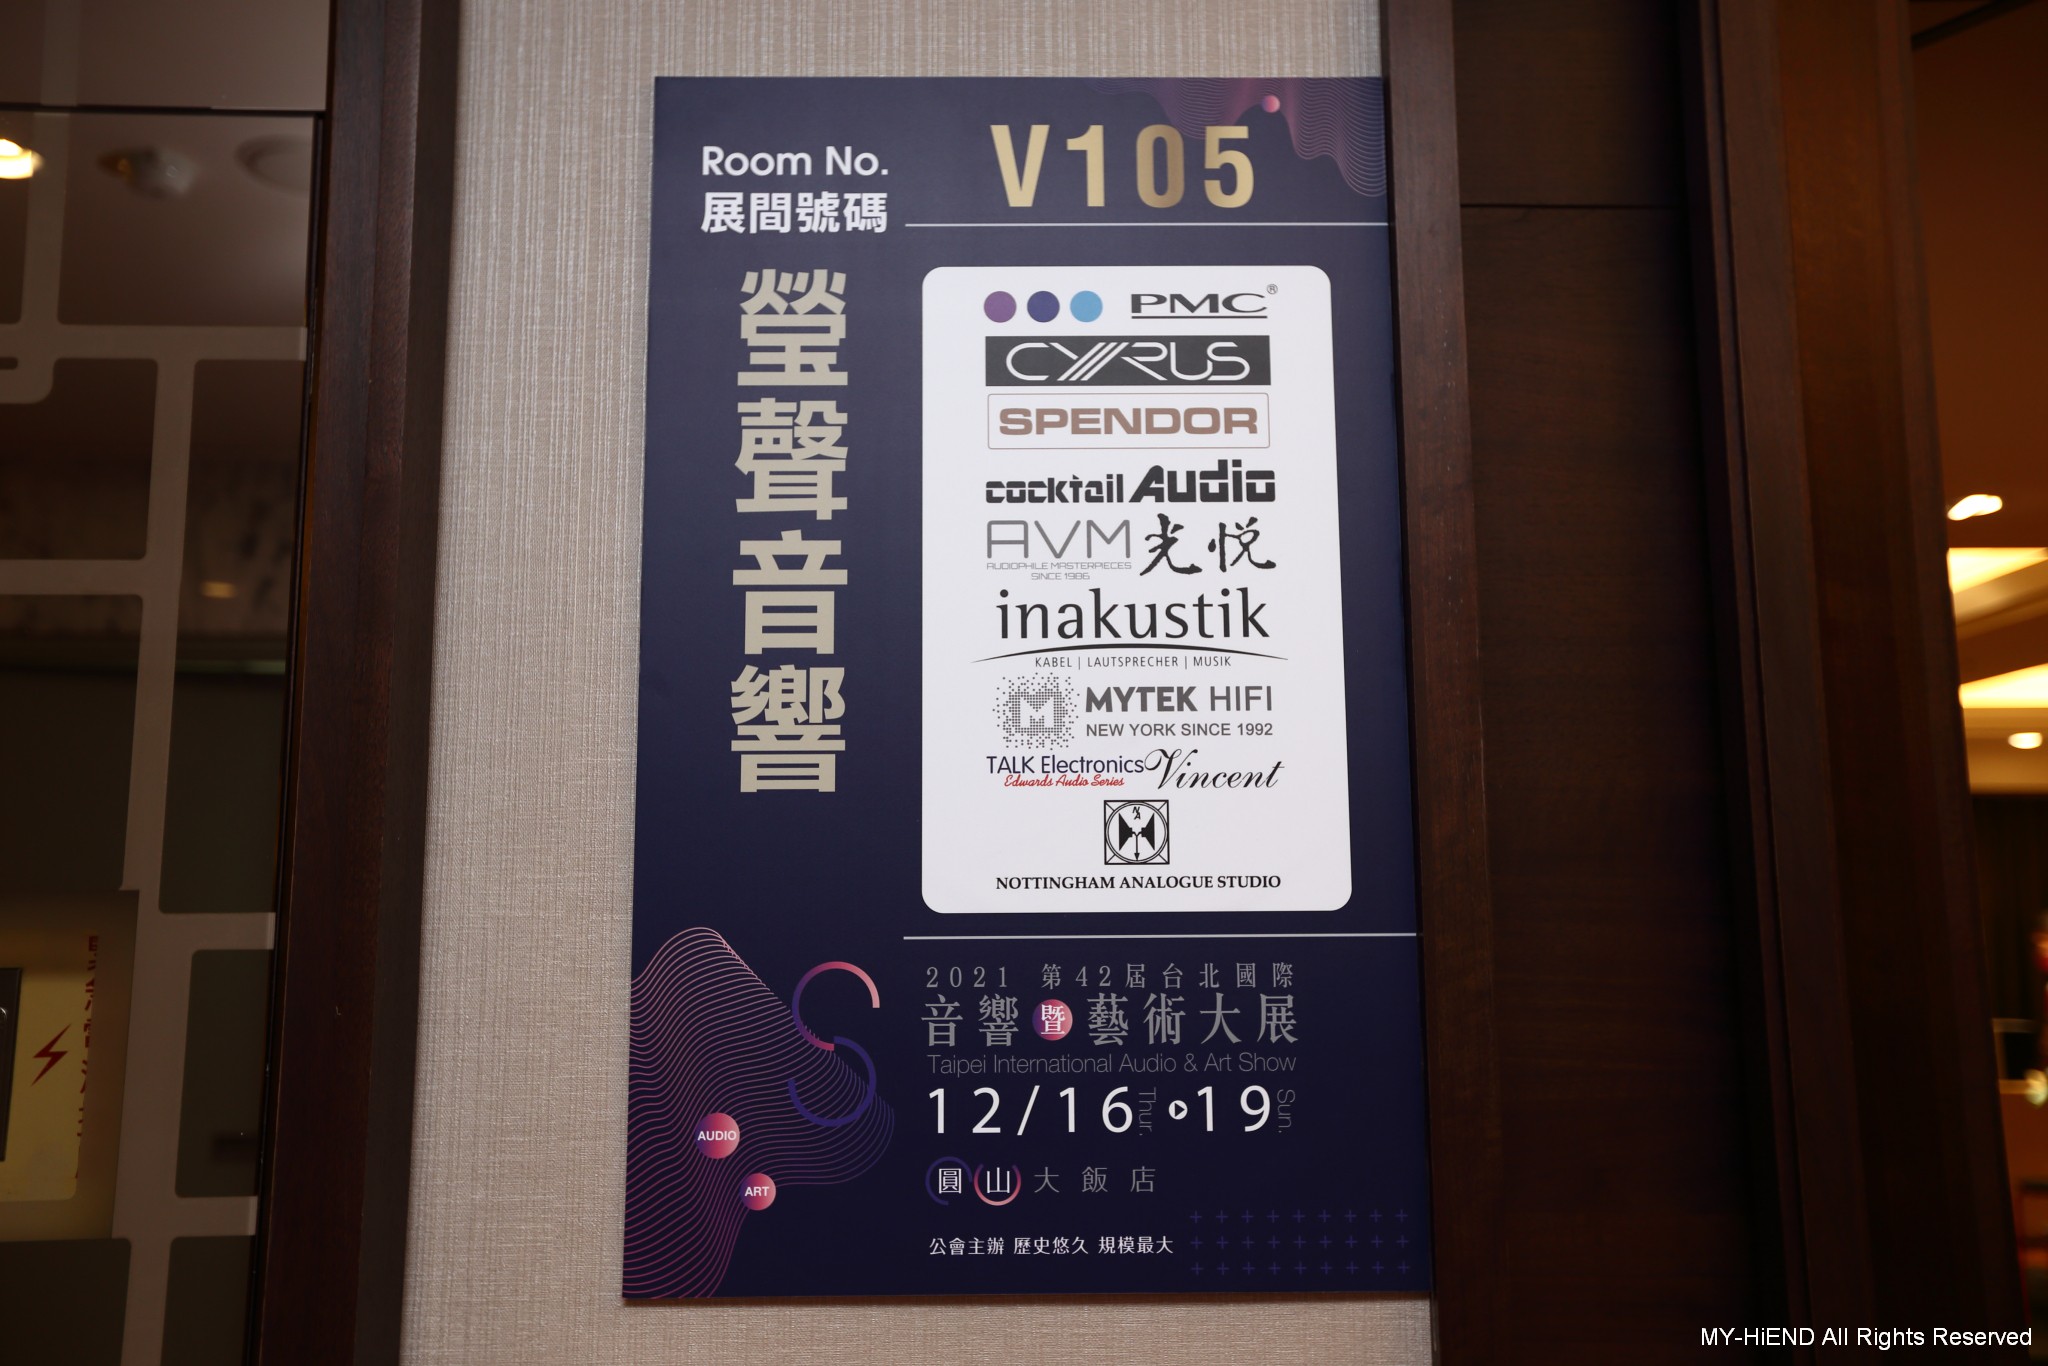 Room No.
展間號碼
V105
瑩聲音響
PMC®
CYRUS
SPENDOR
cocktail Audio
AVM 光悦
AUDIOPHILE MASTERPIECES
SINCE 1986
inakustik
KABEL | LAUTSPRECHER | MUSIK
MYTEK HIFI
NEW YORK SINCE 1992
TALK Electronics Vincent
Edwards Audio Series
NA
NOTTINGHAM ANALOGUE STUDIO
2021 第42屆台北國際
音響暨藝術大展
Taipei International Audio & Art Show
12/16 Thur. 19 Sun.
AUDIO
ART
圓山大飯店
公會主辦 歷史悠久 規模最大
MY-HiEND All Rights Reserved